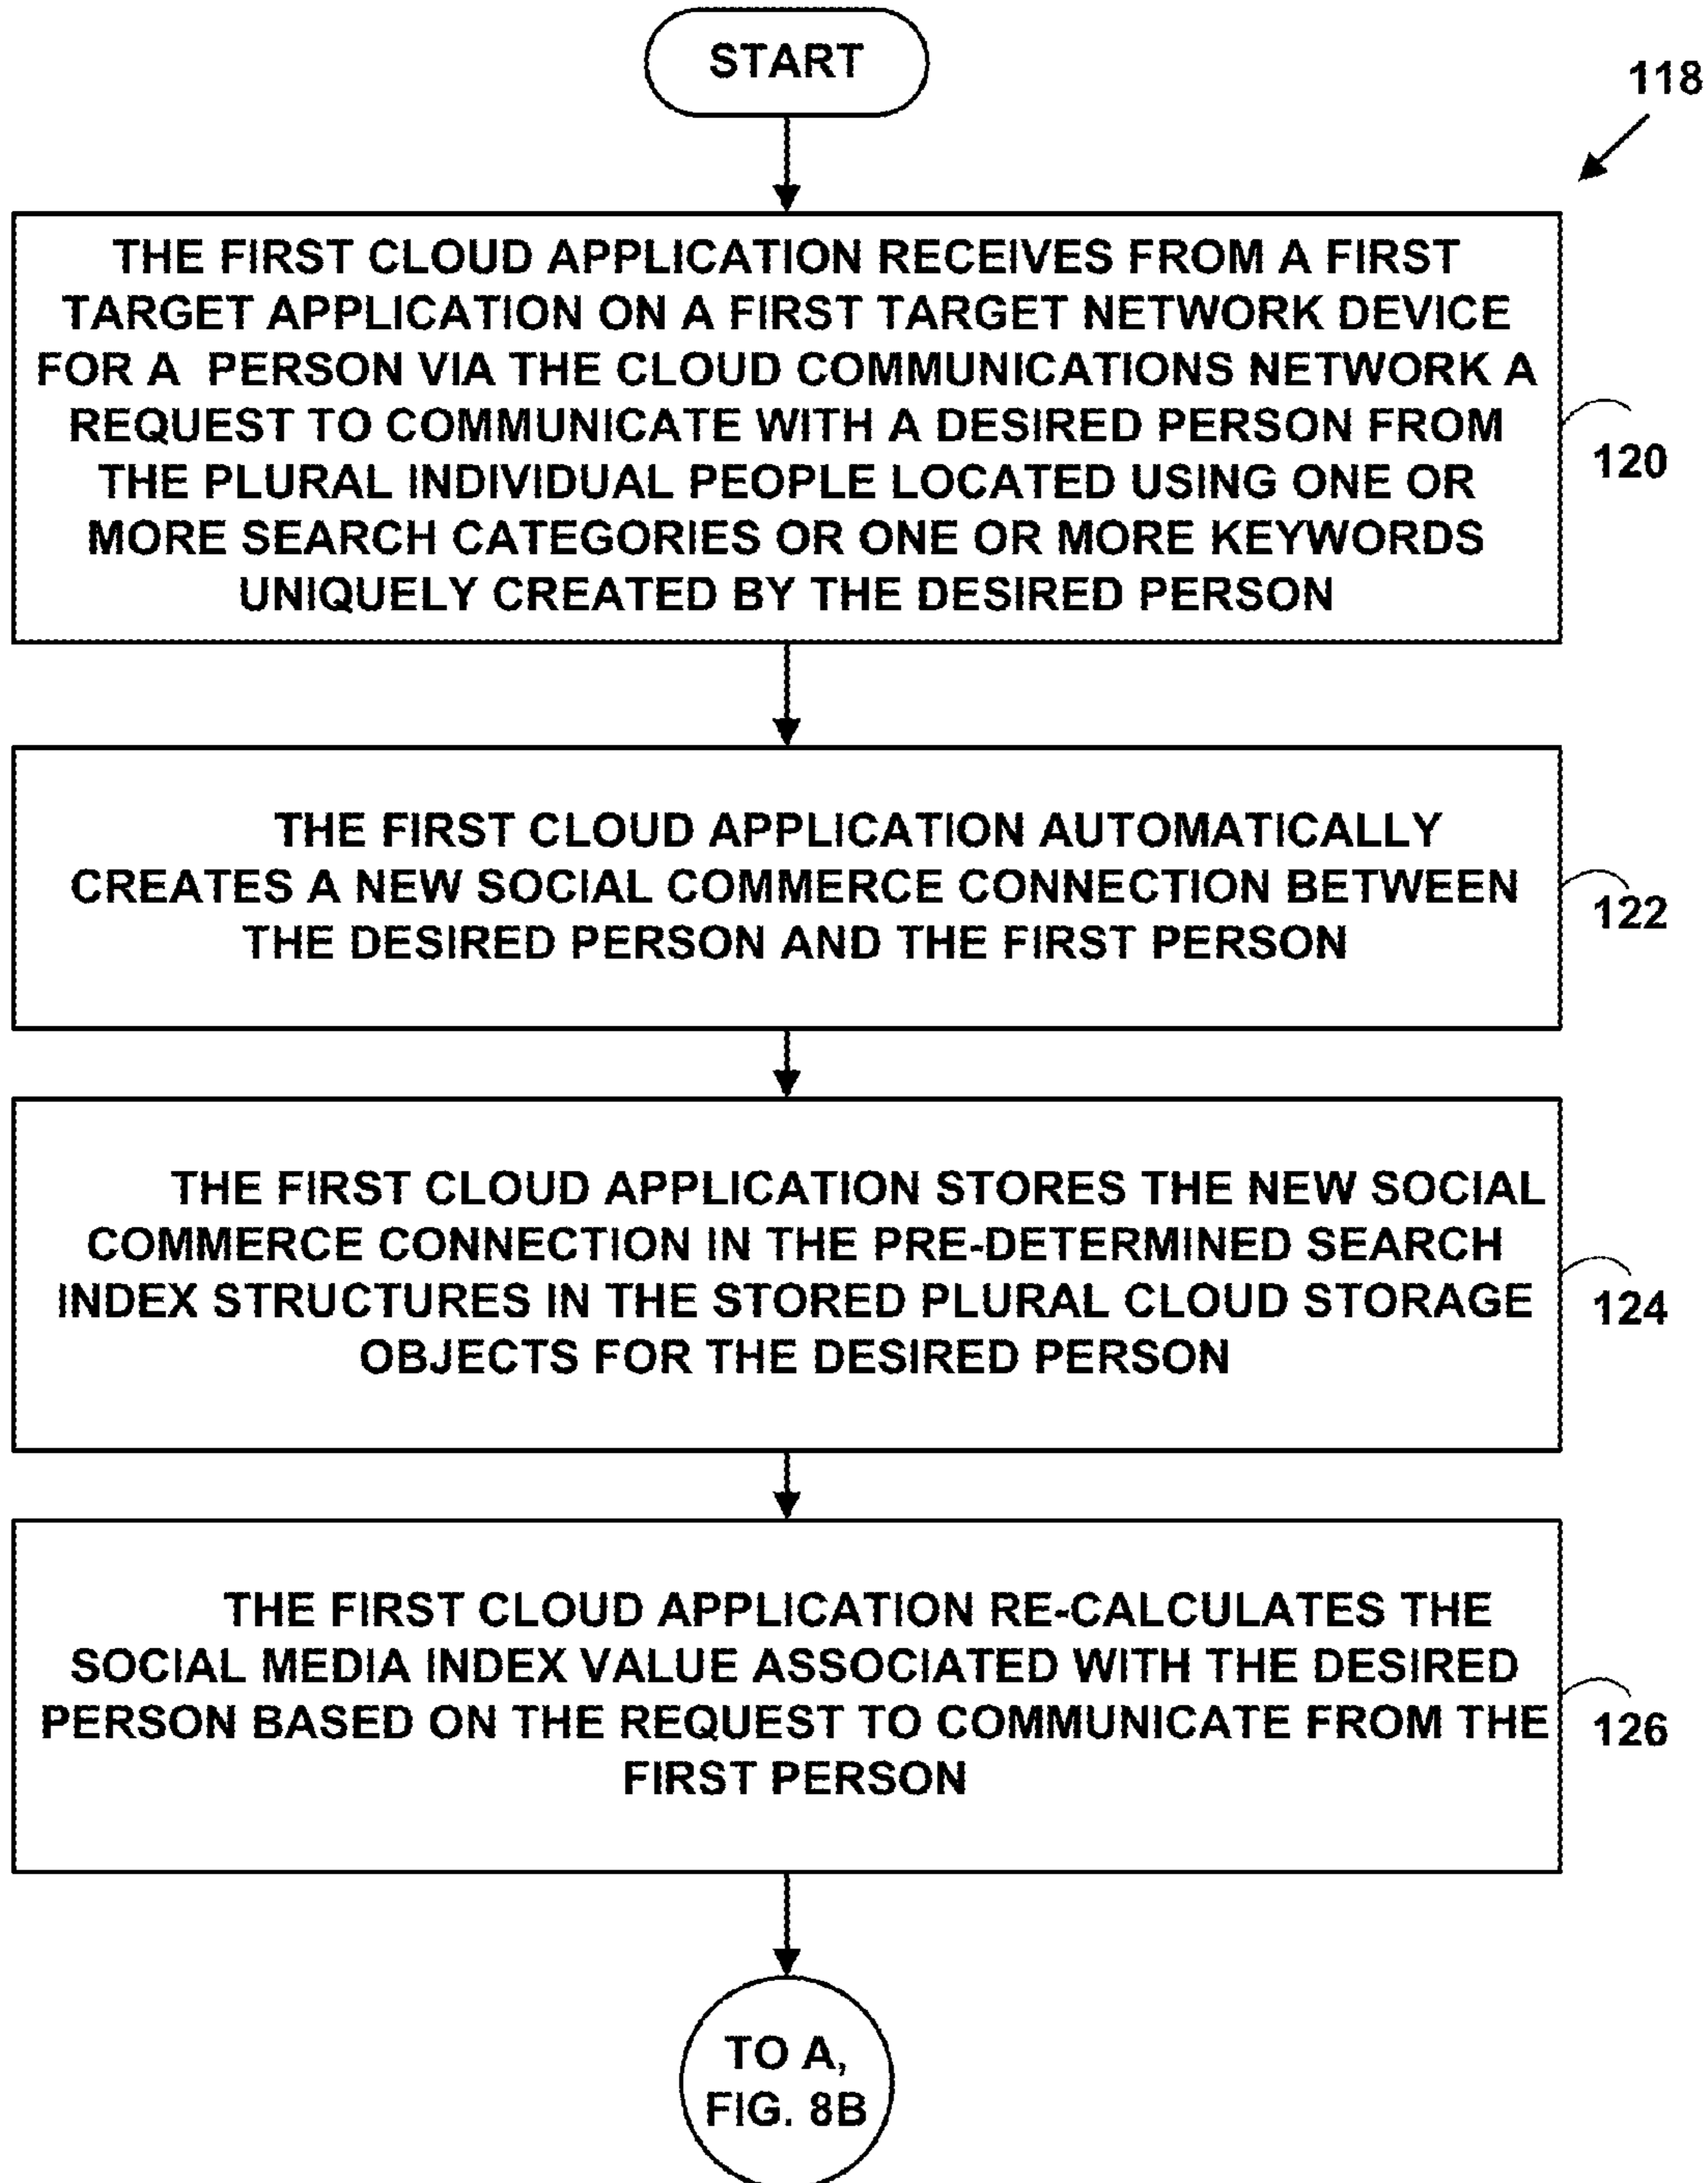 START
118
THE FIRST CLOUD APPLICATION RECEIVES FROM A FIRST
TARGET APPLICATION ON A FIRST TARGET NETWORK DEVICE
FOR A PERSON VIA THE CLOUD COMMUNICATIONS NETWORK A
REQUEST TO COMMUNICATE WITH A DESIRED PERSON FROM
THE PLURAL INDIVIDUAL PEOPLE LOCATED USING ONE OR
MORE SEARCH CATEGORIES OR ONE OR MORE KEYWORDS
UNIQUELY CREATED BY THE DESIRED PERSON
120
THE FIRST CLOUD APPLICATION AUTOMATICALLY
CREATES A NEW SOCIAL COMMERCE CONNECTION BETWEEN
THE DESIRED PERSON AND THE FIRST PERSON
122
THE FIRST CLOUD APPLICATION STORES THE NEW SOCIAL
COMMERCE CONNECTION IN THE PRE-DETERMINED SEARCH
INDEX STRUCTURES IN THE STORED PLURAL CLOUD STORAGE
OBJECTS FOR THE DESIRED PERSON
124
THE FIRST CLOUD APPLICATION RE-CALCULATES THE
SOCIAL MEDIA INDEX VALUE ASSOCIATED WITH THE DESIRED
PERSON BASED ON THE REQUEST TO COMMUNICATE FROM THE
FIRST PERSON
126
TO A,
FIG. 8B